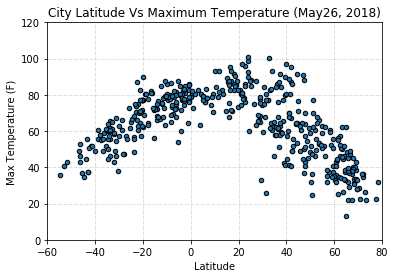 City Latitude Vs Maximum Temperature (May26, 2018)
120
100
80
60
40
20
0
Max Temperature (F)
−60 −40 −20 0 20 40 60 80
Latitude